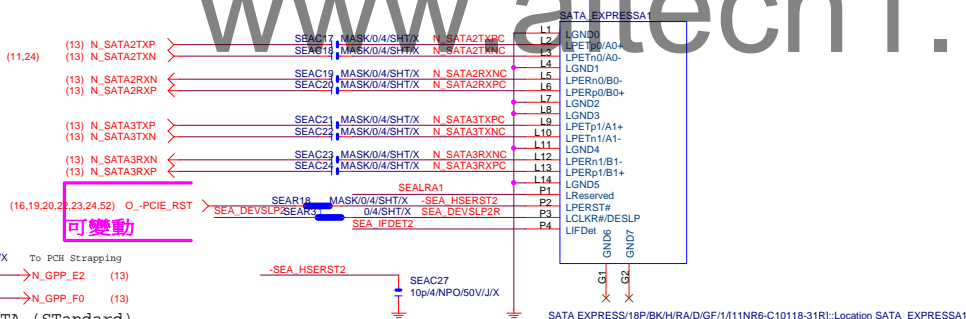 www.aitech1.
SATA_EXPRESSA1
(11,24)
(13) N_SATA2TXP SEAC17 MASK/0/4/SHT/X N_SATA2TXPC L1 LGND0
(13) N_SATA2TXN SEAC18 MASK/0/4/SHT/X N_SATA2TXNC L2 LPETp0/A0+
L3 LPETn0/A0-
L4 LGND1
(13) N_SATA2RXN SEAC19 MASK/0/4/SHT/X N_SATA2RXNC L5 LPERn0/B0-
(13) N_SATA2RXP SEAC20 MASK/0/4/SHT/X N_SATA2RXPC L6 LPERp0/B0+
L7 LGND2
L8 LGND3
(13) N_SATA3TXP SEAC21 MASK/0/4/SHT/X N_SATA3TXPC L9 LPETp1/A1+
(13) N_SATA3TXN SEAC22 MASK/0/4/SHT/X N_SATA3TXNC L10 LPETn1/A1-
L11 LGND4
(13) N_SATA3RXN SEAC23 MASK/0/4/SHT/X N_SATA3RXNC L12 LPERn1/B1-
(13) N_SATA3RXP SEAC24 MASK/0/4/SHT/X N_SATA3RXPC L13 LPERp1/B1+
L14 LGND5
SEALRA1 P1 LReserved
(16,19,20,22,23,24,52) O_-PCIE_RST SEAR18 MASK/0/4/SHT/X -SEA_HSERST2 P2 LPERST#
SEA_DEVSLP2 SEAR31 0/4/SHT/X SEA_DEVSLP2R P3 LCLKR#/DESLP
SEA_IFDET2 P4 LIFDet
可變動
GND6 GND7
G1 G2
/X To PCH Strapping
N_GPP_E2 (13)
-SEA_HSERST2
SEAC27
10p/4/NPO/50V/J/X
N_GPP_F0 (13)
TA (STandard)
SATA EXPRESS/18P/BK/H/RA/D/GF/1/[11NR6-C10118-31R]::Location SATA_EXPRESSA1